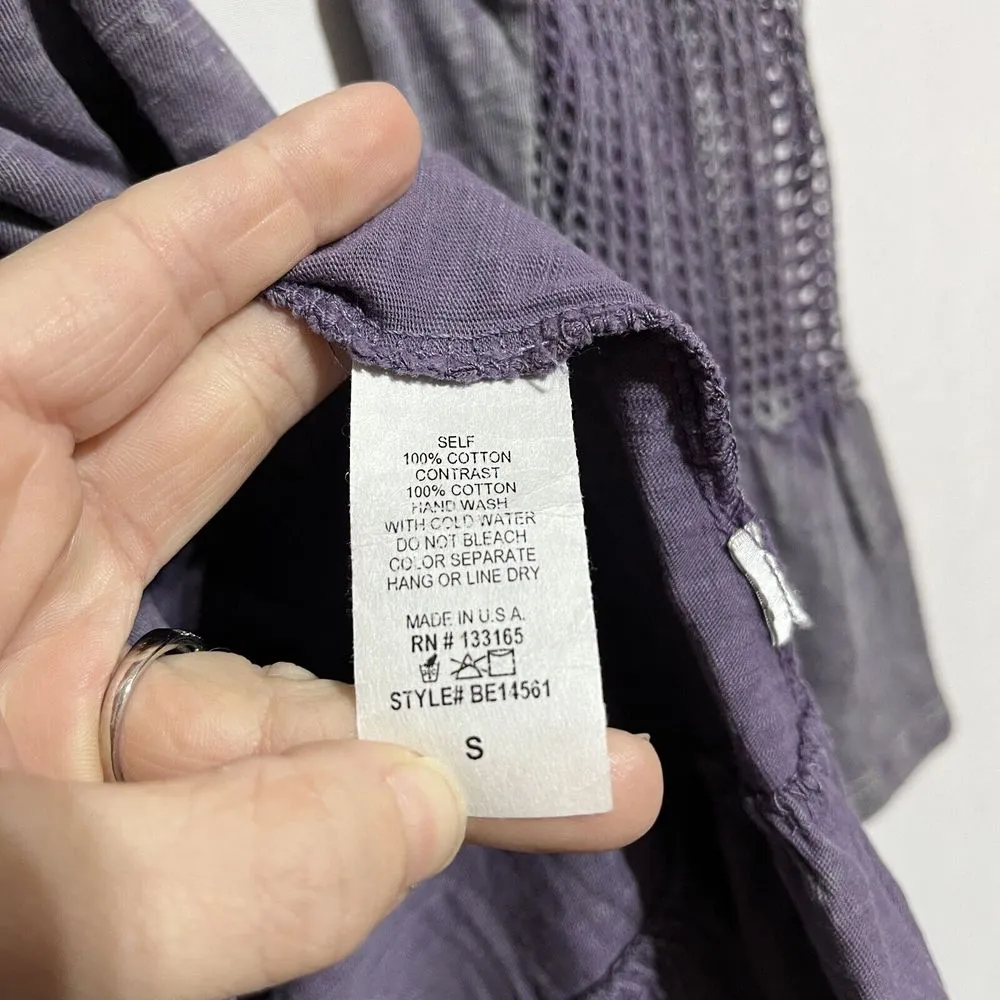 SELF
100% COTTON
CONTRAST
100% COTTON
HAND WASH
WITH COLD WATER
DO NOT BLEACH
COLOR SEPARATE
HANG OR LINE DRY
MADE IN U.S.A.
RN # 133165
STYLE# BE14561
S